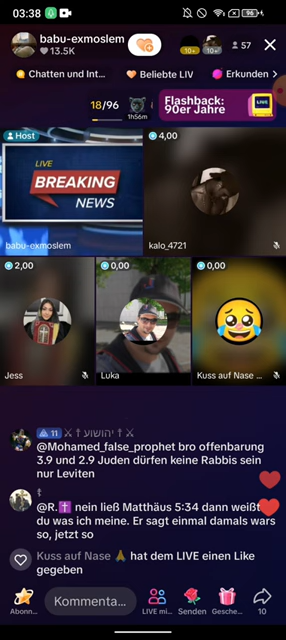 03:38
96
babu-exmoslem
13.5K
10+
10+
57
Chatten und Int...
Beliebte LIV
Erkunden
18/96
1h56m
Flashback:
90er Jahre
LIVE
Host
LIVE
BREAKING
NEWS
babu-exmoslem
4,00
kalo_4721
2,00
Jess
0,00
Luka
0,00
Kuss auf Nase ...
11 ⚔ † יהושוע † ⚔
@Mohamed_false_prophet bro offenbarung
3.9 und 2.9 Juden dürfen keine Rabbis sein
nur Leviten
@R.✝️ nein ließ Matthäus 5:34 dann weißt
du was ich meine. Er sagt einmal damals wars
so, jetzt so
Kuss auf Nase 🙏 hat dem LIVE einen Like
gegeben
Abonn...
Kommenta...
LIVE mi...
Senden
Gesche...
10